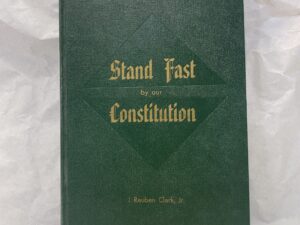 Stand Fast
by our
Constitution
J. Reuben Clark, Jr.